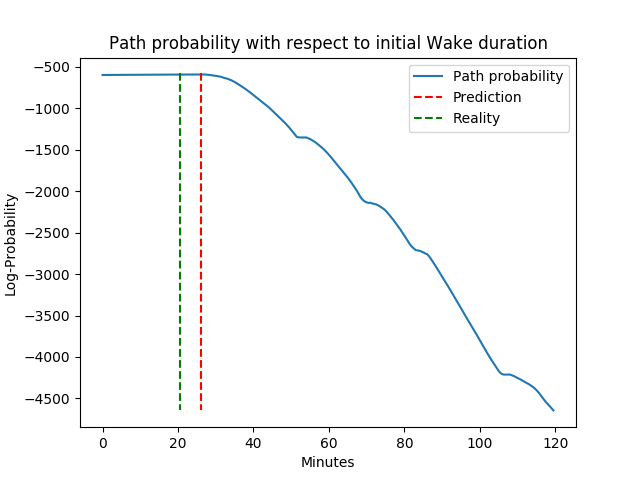 Path probability with respect to initial Wake duration
−500
−1000
−1500
−2000
−2500
−3000
−3500
−4000
−4500
Log-Probability
Path probability
Prediction
Reality
0 20 40 60 80 100 120
Minutes